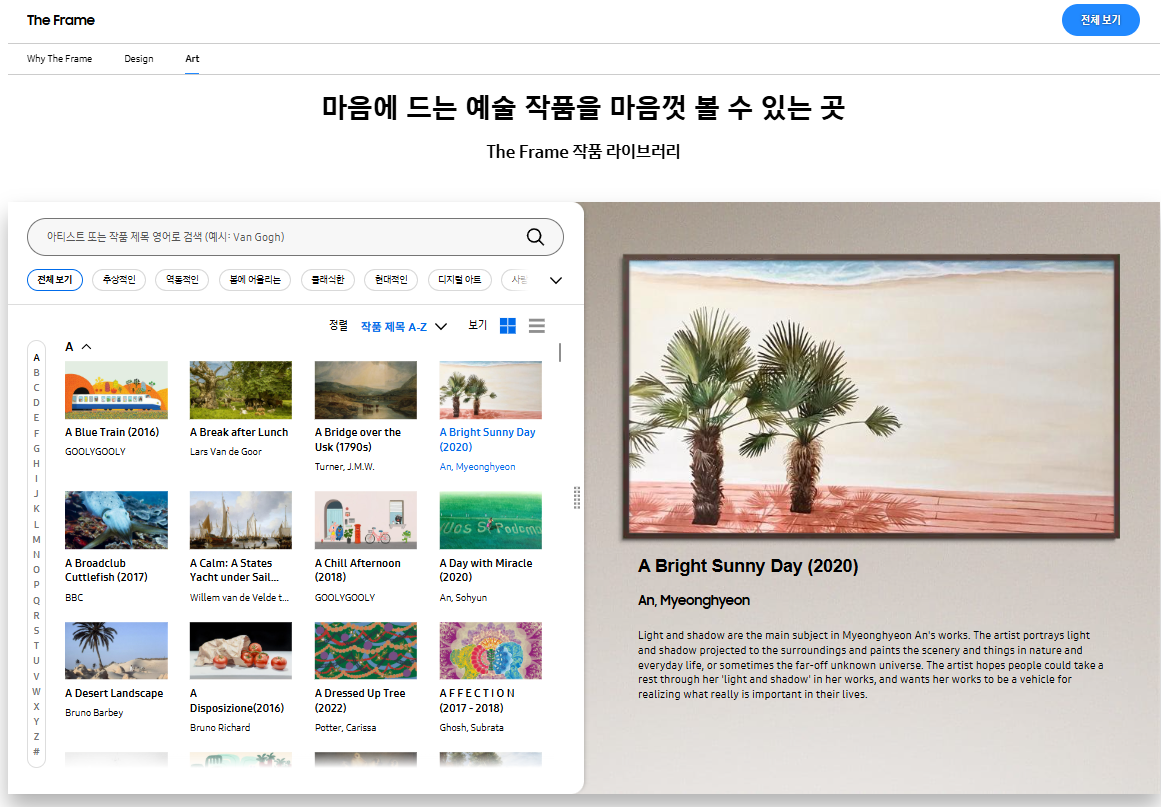 The Frame
전체 보기
Why The Frame
Design
Art
마음에 드는 예술 작품을 마음껏 볼 수 있는 곳
The Frame 작품 라이브러리
아티스트 또는 작품 제목 영어로 검색 (예시: Van Gogh)
전체 보기
추상적인
역동적인
봄에 어울리는
클래식한
현대적인
디지털 아트
정렬
작품 제목 A-Z
보기
A
B
C
D
E
F
G
H
I
J
K
L
M
N
O
P
Q
R
S
T
U
V
W
X
Y
Z
#
A
A Blue Train (2016)
GOOLYGOOLY
A Break after Lunch
Lars Van de Goor
A Bridge over the
Usk (1790s)
Turner, J.M.W.
A Bright Sunny Day
(2020)
An, Myeonghyeon
A Broadclub
Cuttlefish (2017)
BBC
A Calm: A States
Yacht under Sail...
Willem van de Velde t...
A Chill Afternoon
(2018)
GOOLYGOOLY
A Day with Miracle
(2020)
An, Sohyun
A Desert Landscape
Bruno Barbey
A
Disposizione(2016)
Bruno Richard
A Dressed Up Tree
(2022)
Potter, Carissa
A F F E C T I O N
(2017 - 2018)
Ghosh, Subrata
A Bright Sunny Day (2020)
An, Myeonghyeon
Light and shadow are the main subject in Myeonghyeon An's works. The artist portrays light
and shadow projected to the surroundings and paints the scenery and things in nature and
everyday life, or sometimes the far-off unknown universe. The artist hopes people could take a
rest through her 'light and shadow' in her works, and wants her works to be a vehicle for
realizing what really is important in their lives.